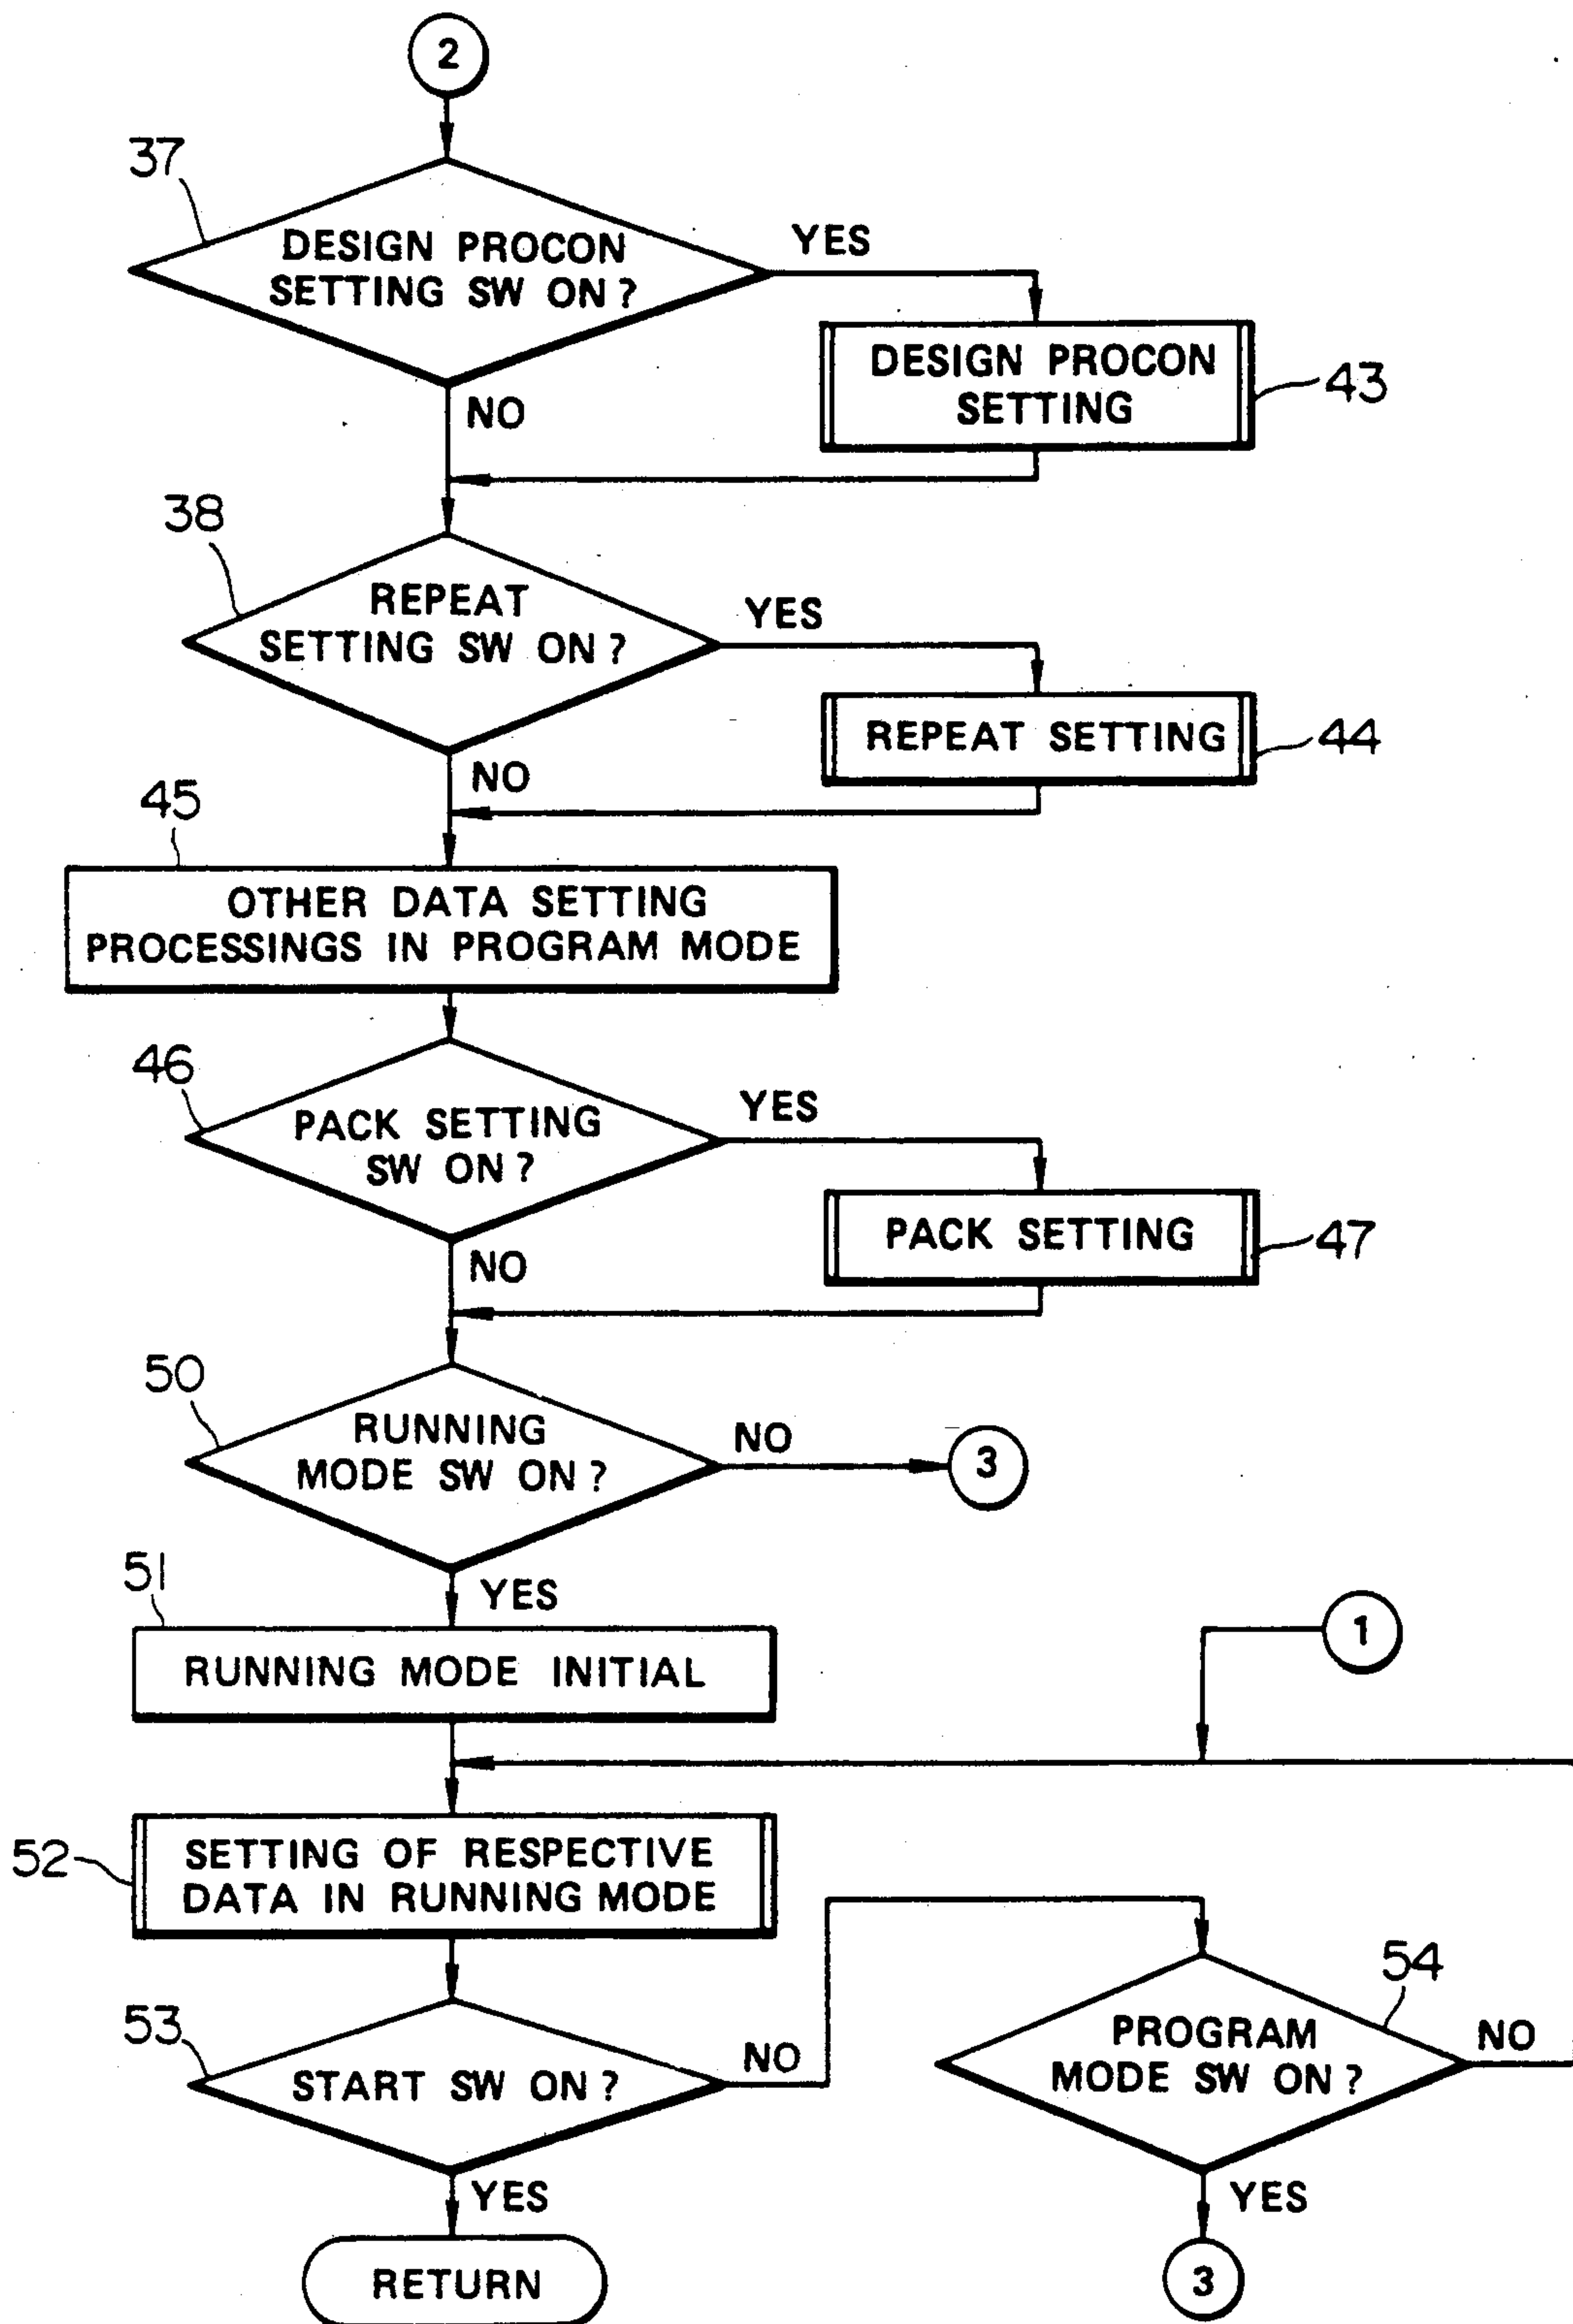 2
37
DESIGN PROCON
SETTING SW ON?
YES
DESIGN PROCON
SETTING
43
NO
38
REPEAT
SETTING SW ON?
YES
REPEAT SETTING
44
NO
45
OTHER DATA SETTING
PROCESSINGS IN PROGRAM MODE
46
PACK SETTING
SW ON?
YES
PACK SETTING
47
NO
50
RUNNING
MODE SW ON?
NO
3
YES
51
RUNNING MODE INITIAL
1
52
SETTING OF RESPECTIVE
DATA IN RUNNING MODE
53
START SW ON?
NO
54
PROGRAM
MODE SW ON?
NO
YES
RETURN
YES
3